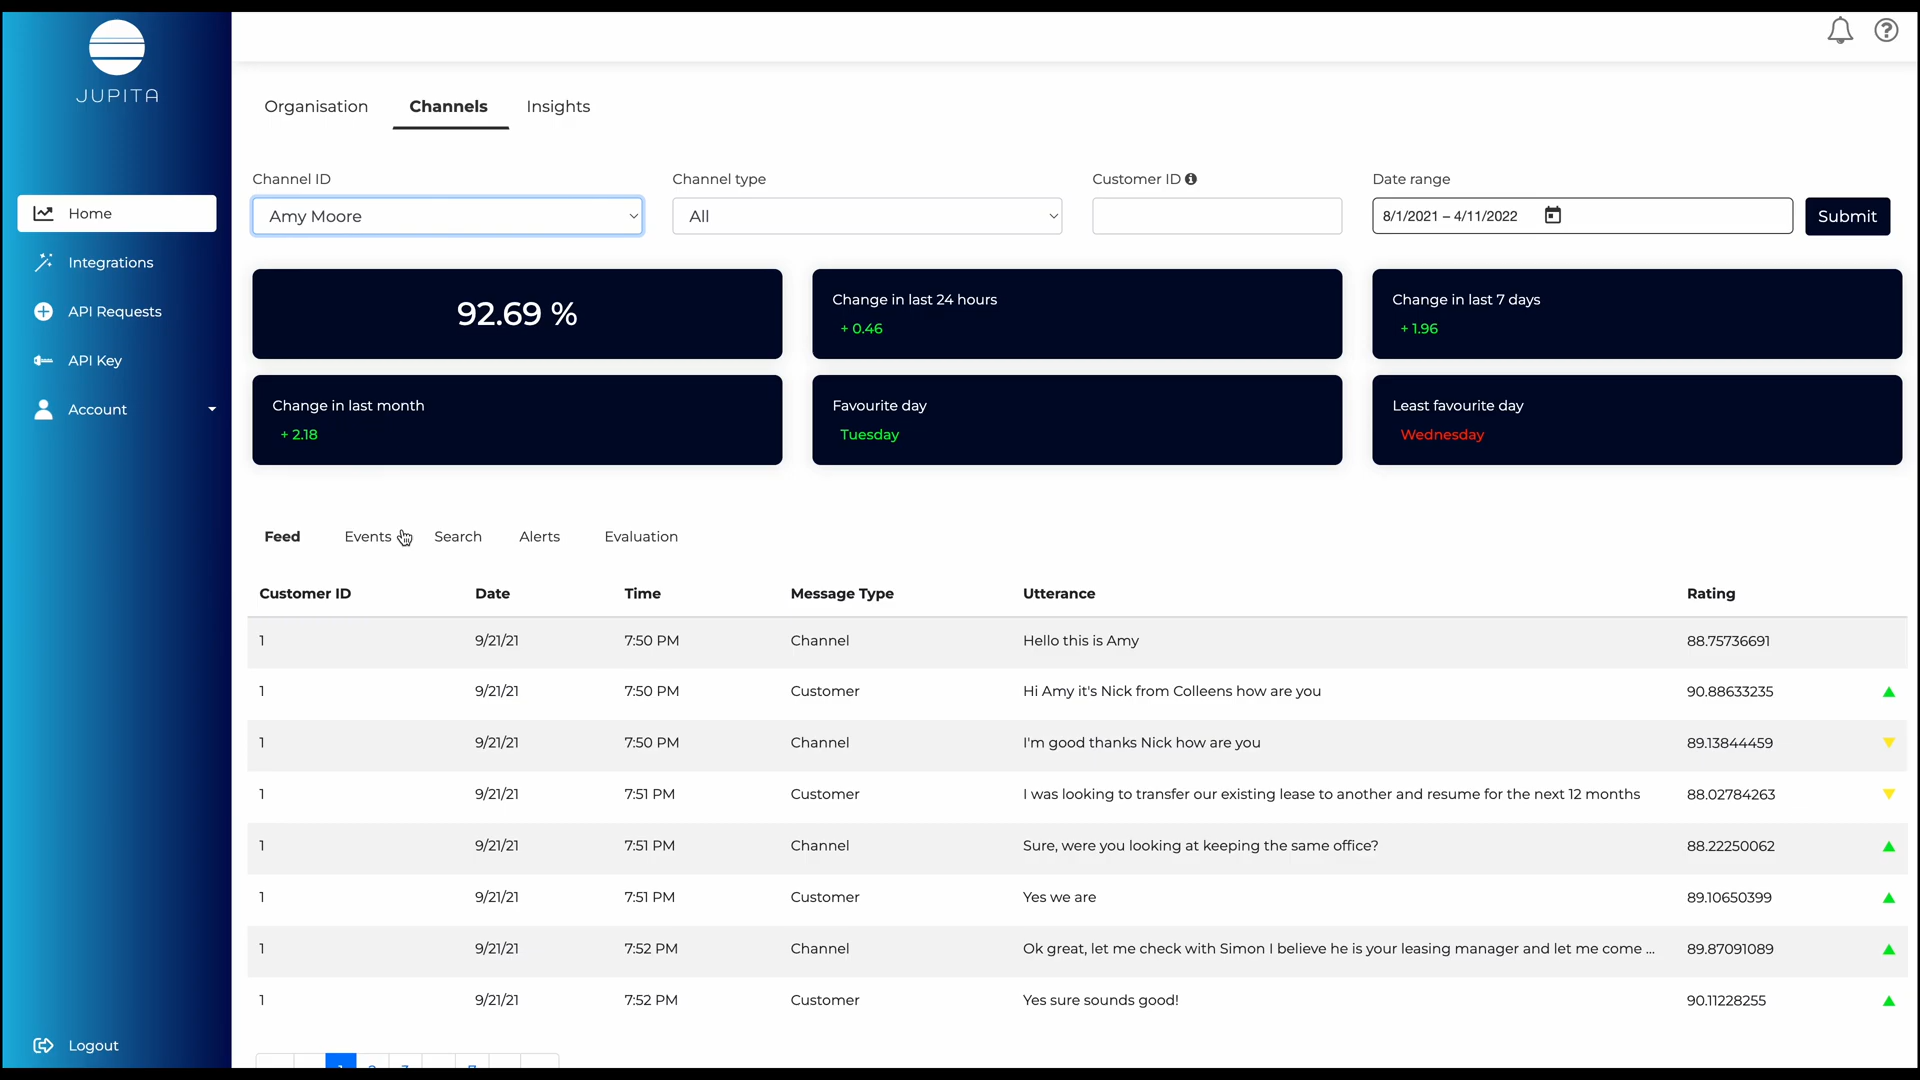 JUPITA
Home
Integrations
API Requests
API Key
Account
Logout
Organisation Channels Insights
Channel ID Channel type Customer ID Date range
Amy Moore All 8/1/2021 – 4/11/2022 Submit
92.69 %
Change in last 24 hours
+ 0.46
Change in last 7 days
+ 1.96
Change in last month
+ 2.18
Favourite day
Tuesday
Least favourite day
Wednesday
Feed Events Search Alerts Evaluation
Customer ID Date Time Message Type Utterance Rating
1 9/21/21 7:50 PM Channel Hello this is Amy 88.75736691
1 9/21/21 7:50 PM Customer Hi Amy it's Nick from Colleens how are you 90.88633235
1 9/21/21 7:50 PM Channel I'm good thanks Nick how are you 89.13844459
1 9/21/21 7:51 PM Customer I was looking to transfer our existing lease to another and resume for the next 12 months 88.02784263
1 9/21/21 7:51 PM Channel Sure, were you looking at keeping the same office? 88.22250062
1 9/21/21 7:51 PM Customer Yes we are 89.10650399
1 9/21/21 7:52 PM Channel Ok great, let me check with Simon I believe he is your leasing manager and let me come ... 89.87091089
1 9/21/21 7:52 PM Customer Yes sure sounds good! 90.11228255